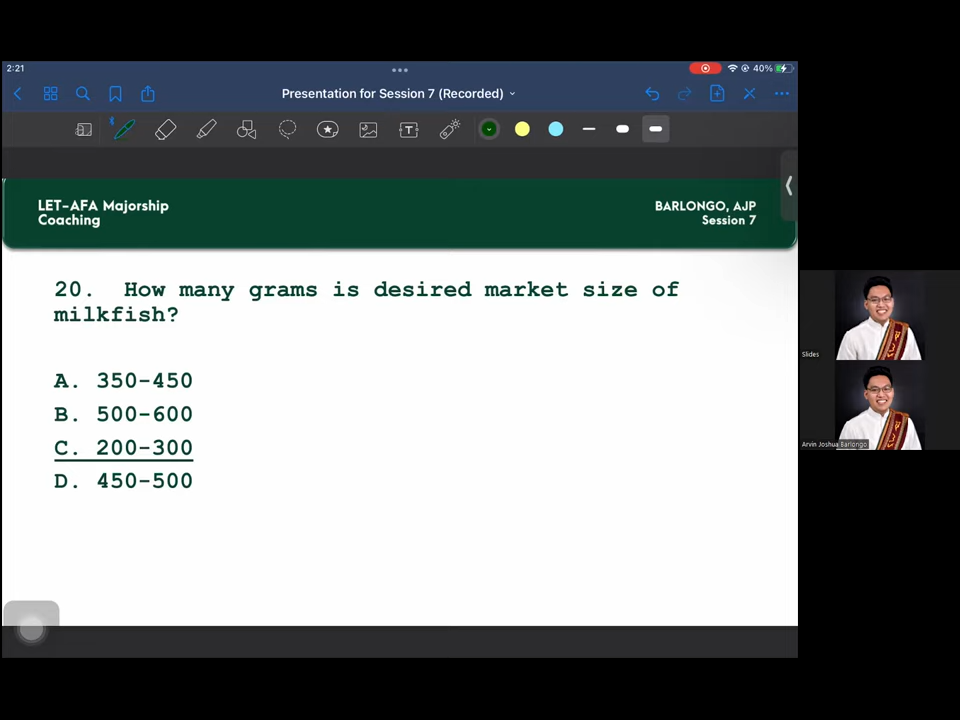 2:21
40%
Presentation for Session 7 (Recorded)
LET-AFA Majorship
Coaching
BARLONGO, AJP
Session 7
20. How many grams is desired market size of
milkfish?
A. 350-450
B. 500-600
C. 200-300
D. 450-500
Slides
Arvin Joshua Barlongo